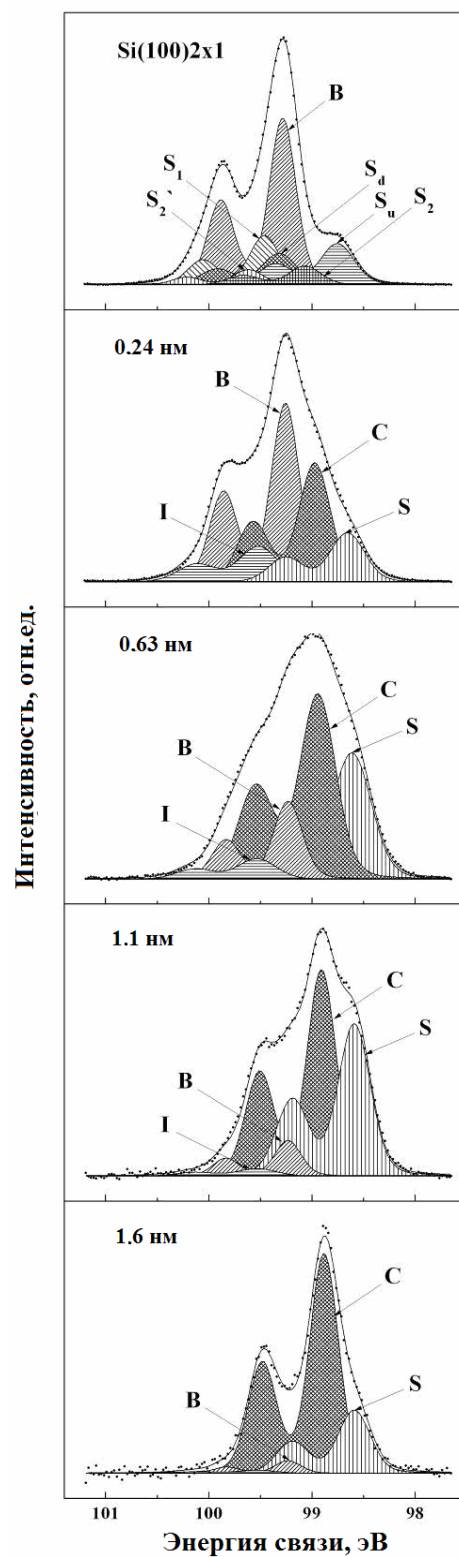 Si(100)2x1
B
S1
Sd
S2`
Su
S2
0.24 нм
B
C
I
S
0.63 нм
C
B
S
I
1.1 нм
C
S
B
I
1.6 нм
C
S
B
101 100 99 98
Энергия связи, эВ
Интенсивность, отн.ед.